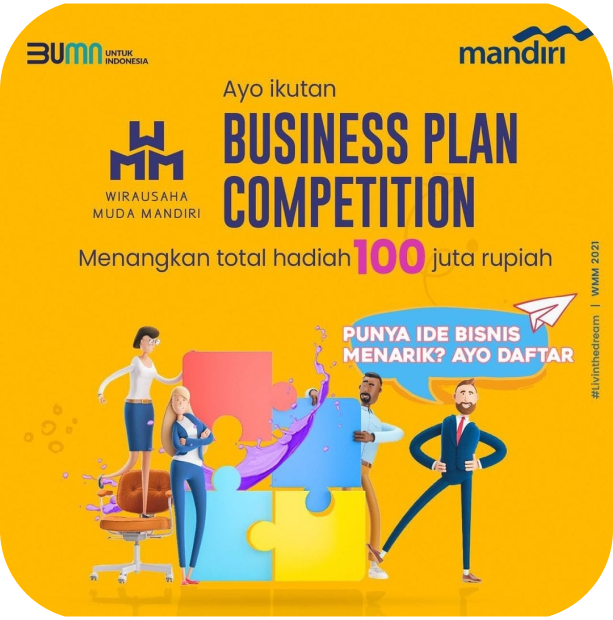 BUMN UNTUK
INDONESIA
mandiri
Ayo ikutan
WMM
WIRAUSAHA
MUDA MANDIRI
BUSINESS PLAN
COMPETITION
Menangkan total hadiah 100 juta rupiah
PUNYA IDE BISNIS
MENARIK? AYO DAFTAR
#Livinthedream | WMM 2021